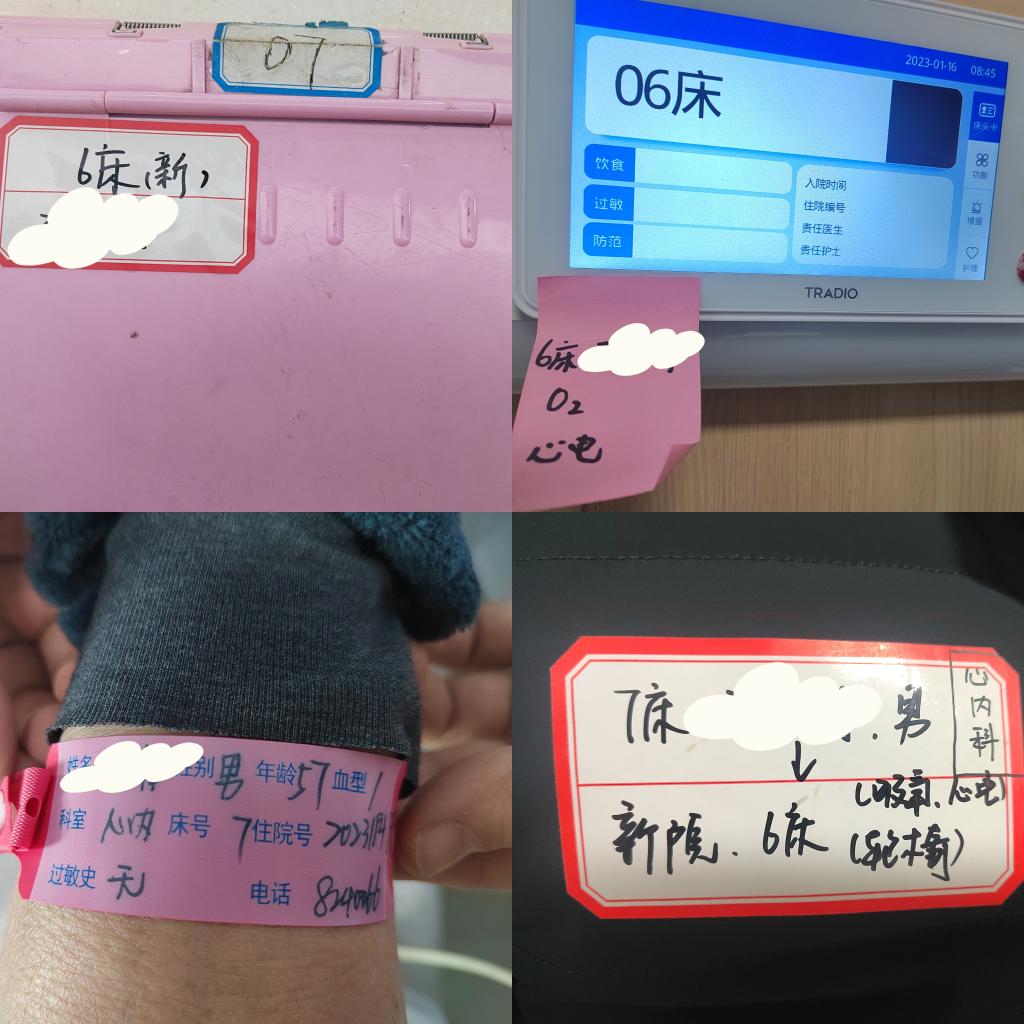 07
6床(新)
2023-01-16 08:45
06床
床头卡
饮食
过敏
防范
入院时间
住院编号
责任医生
责任护士
功能
增援
护理
TRADIO
6床
O2
心电
姓名 性别 男 年龄 57 血型 /
科室 心内 床号 7 住院号
过敏史 无 电话
7床 男
心内科
↓
(吸氧、心电)
新院. 6床